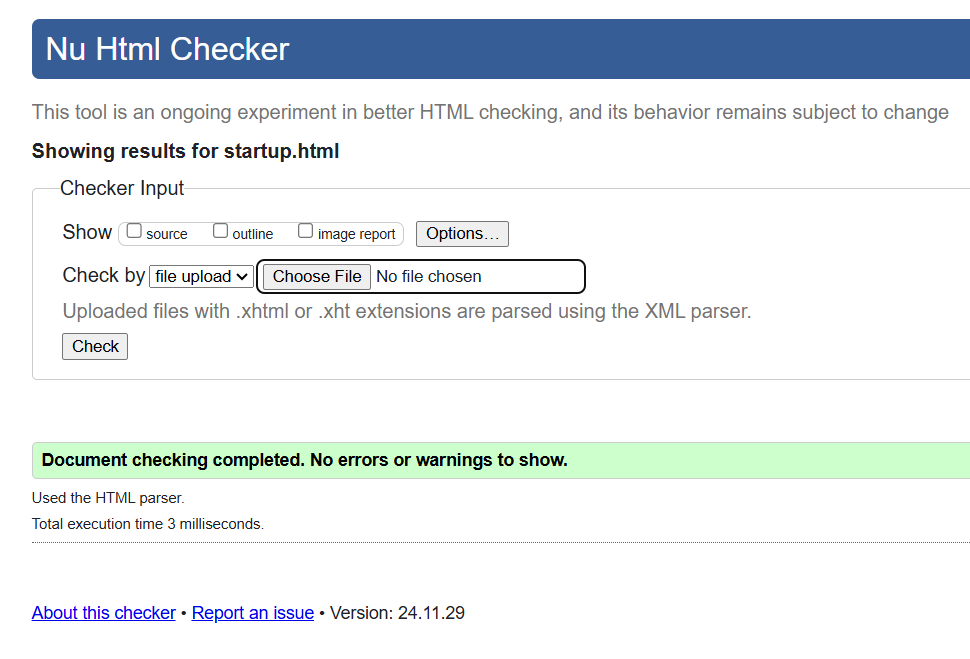 Nu Html Checker
This tool is an ongoing experiment in better HTML checking, and its behavior remains subject to change
Showing results for startup.html
Checker Input
Show source outline image report Options...
Check by file upload Choose File No file chosen
Uploaded files with .xhtml or .xht extensions are parsed using the XML parser.
Check
Document checking completed. No errors or warnings to show.
Used the HTML parser.
Total execution time 3 milliseconds.
About this checker • Report an issue • Version: 24.11.29